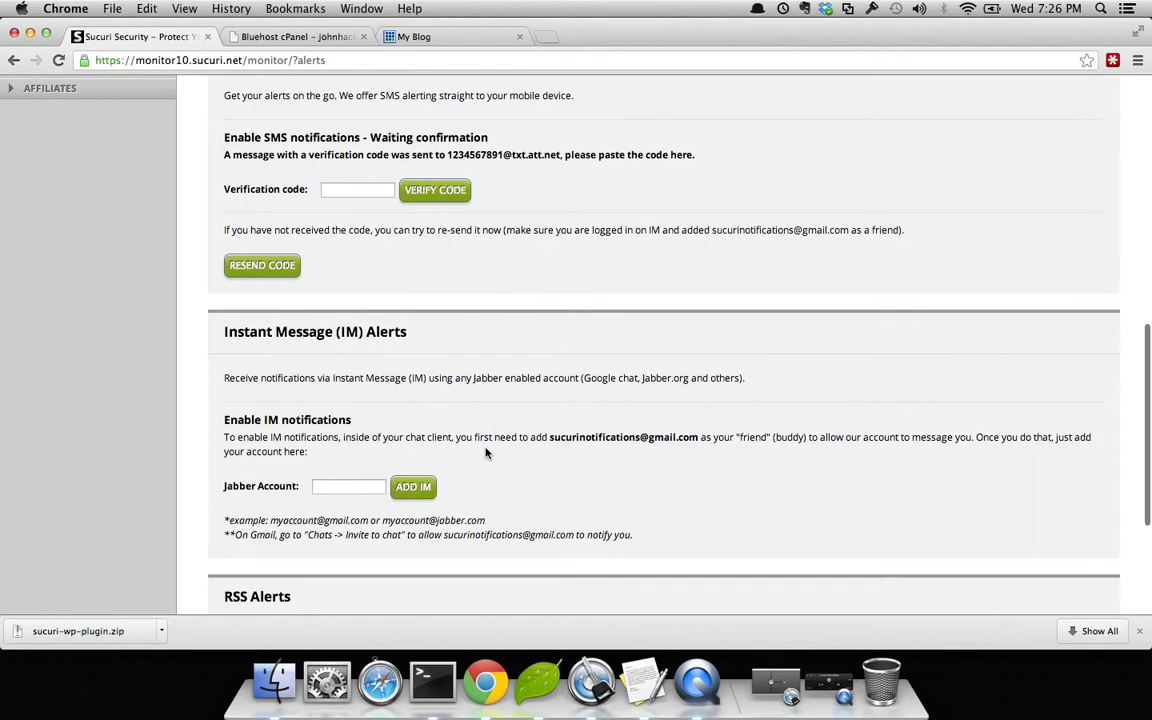 Chrome File Edit View History Bookmarks Window Help Wed 7:26 PM
Sucuri Security – Protect Y
Bluehost cPanel – johnhac
My Blog
https://monitor10.sucuri.net/monitor/?alerts
AFFILIATES
Get your alerts on the go. We offer SMS alerting straight to your mobile device.
Enable SMS notifications - Waiting confirmation
A message with a verification code was sent to 1234567891@txt.att.net, please paste the code here.
Verification code: VERIFY CODE
If you have not received the code, you can try to re-send it now (make sure you are logged in on IM and added sucurinotifications@gmail.com as a friend).
RESEND CODE
Instant Message (IM) Alerts
Receive notifications via Instant Message (IM) using any Jabber enabled account (Google chat, Jabber.org and others).
Enable IM notifications
To enable IM notifications, inside of your chat client, you first need to add sucurinotifications@gmail.com as your "friend" (buddy) to allow our account to message you. Once you do that, just add
your account here:
Jabber Account: ADD IM
*example: myaccount@gmail.com or myaccount@jabber.com
**On Gmail, go to "Chats -> Invite to chat" to allow sucurinotifications@gmail.com to notify you.
RSS Alerts
sucuri-wp-plugin.zip
Show All